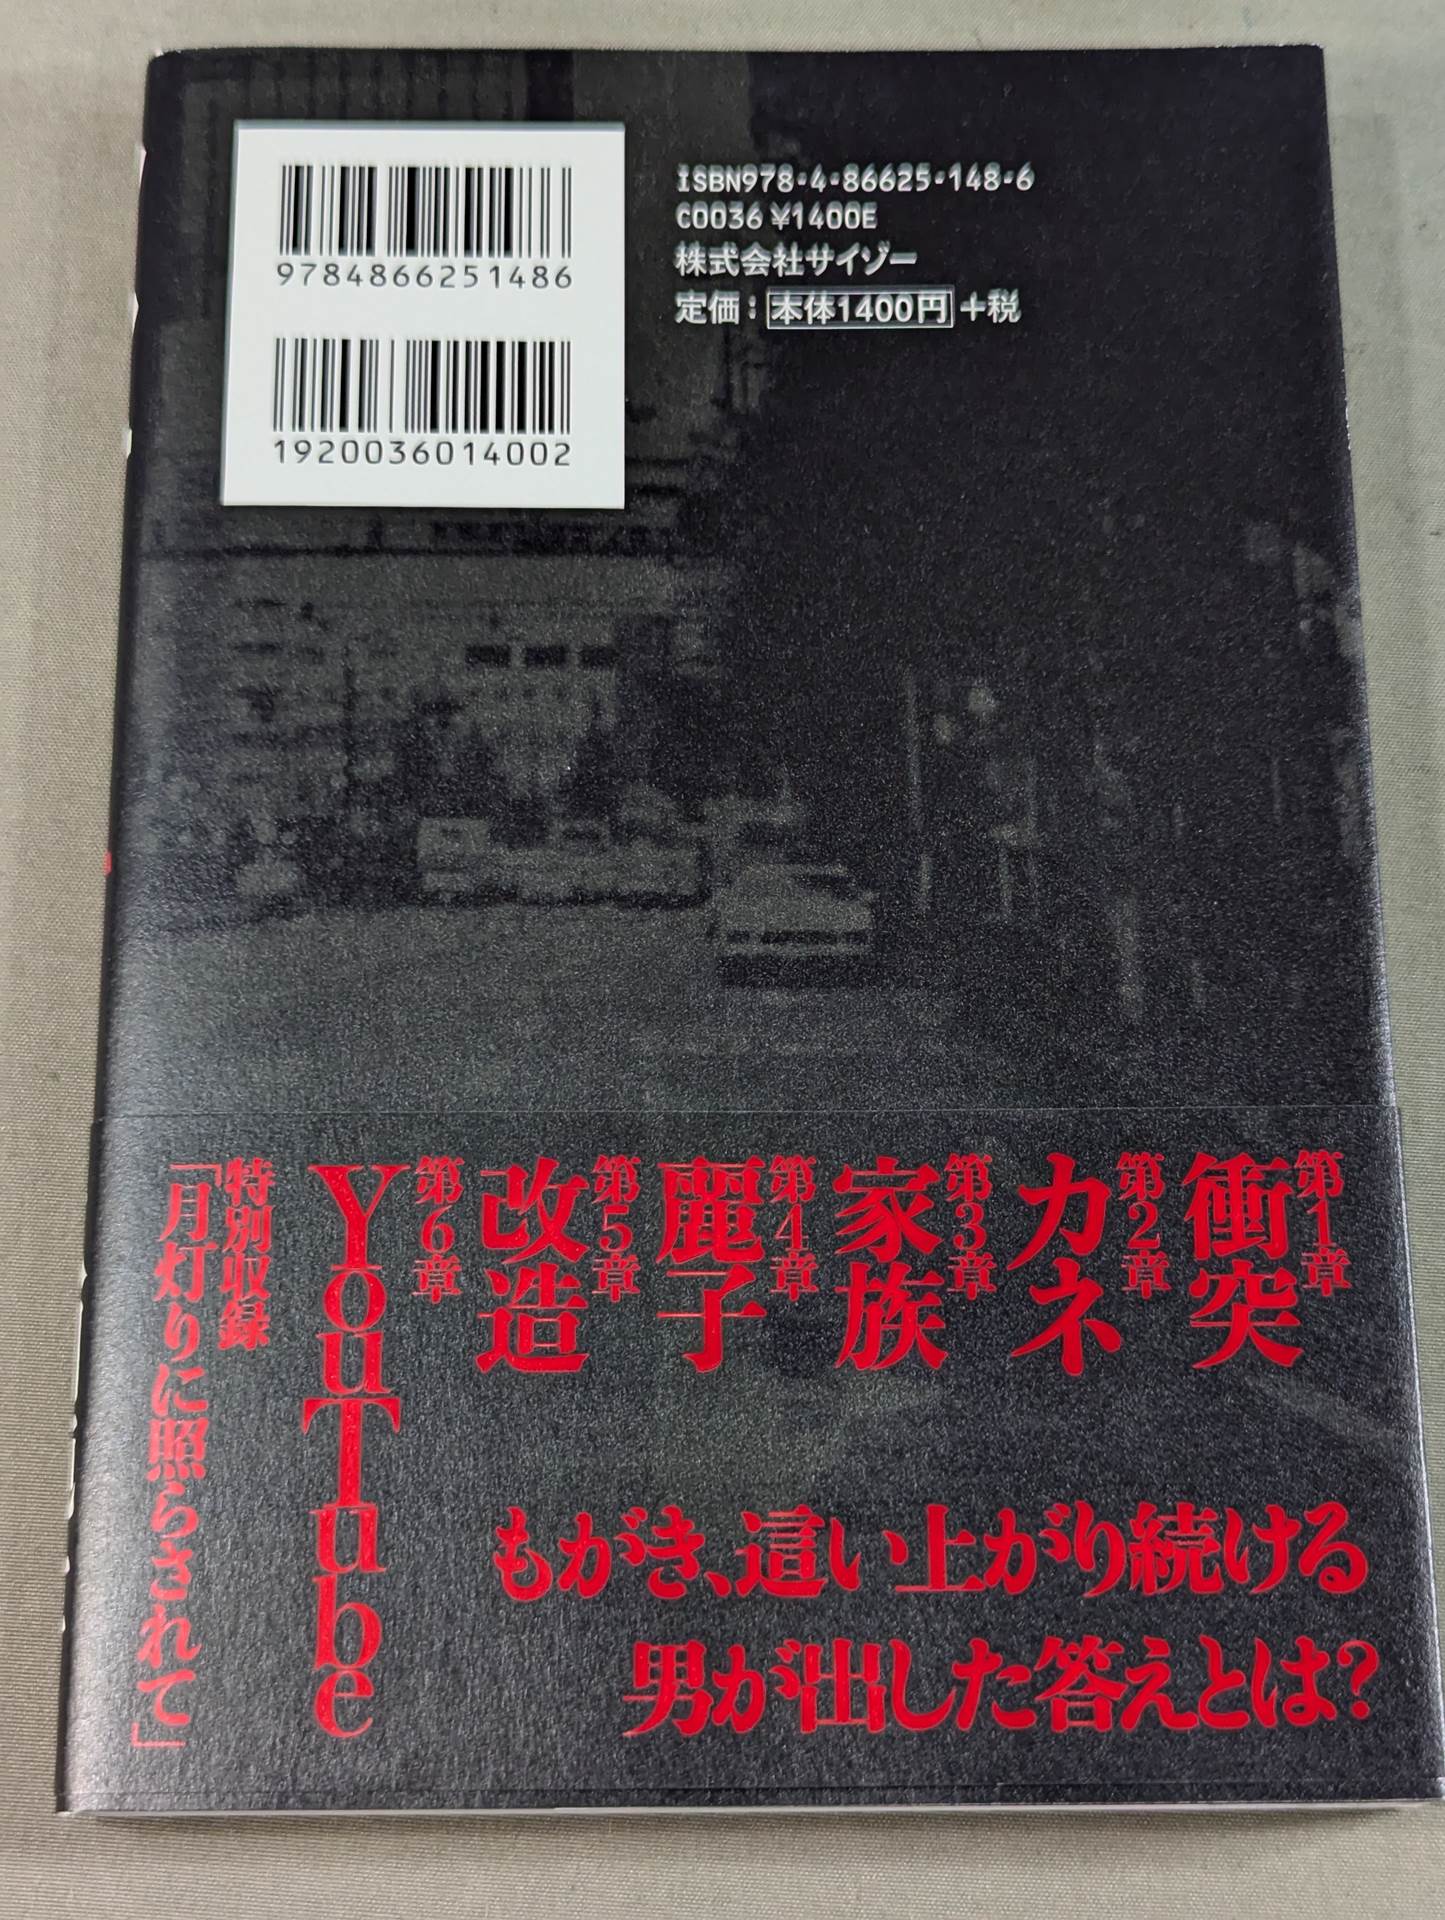 9784866251486
1920036014002
ISBN978-4-86625-148-6
C0036 ¥1400E
株式会社サイゾー
定価：本体1400円+税
第1章
衝突
第2章
カネ
第3章
家族
第4章
麗子
第5章
改造
第6章
YouTube
特別収録
「月灯りに照らされて」
もがき、這い上がり続ける
男が出した答えとは?